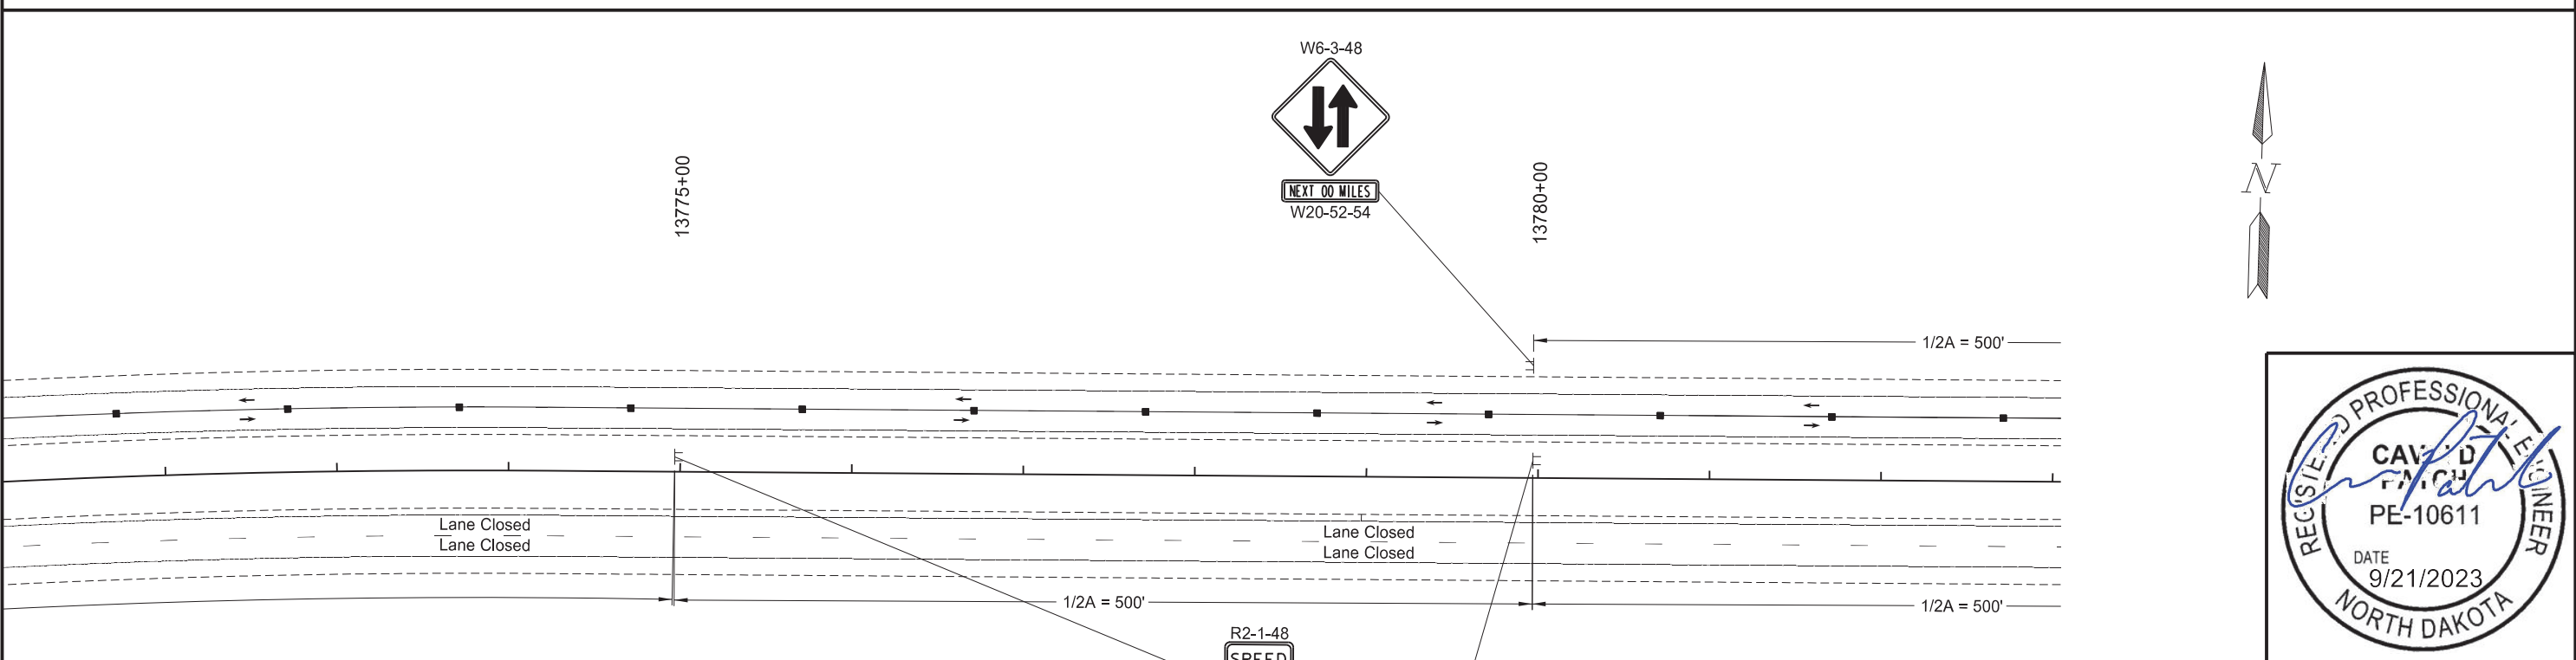 W6-3-48
NEXT 00 MILES
W20-52-54
13775+00
13780+00
N
1/2A = 500'
Lane Closed
Lane Closed
Lane Closed
Lane Closed
1/2A = 500'
1/2A = 500'
R2-1-48
SPEED
PROFESSIONAL
PE-10611
DATE
9/21/2023
NORTH DAKOTA